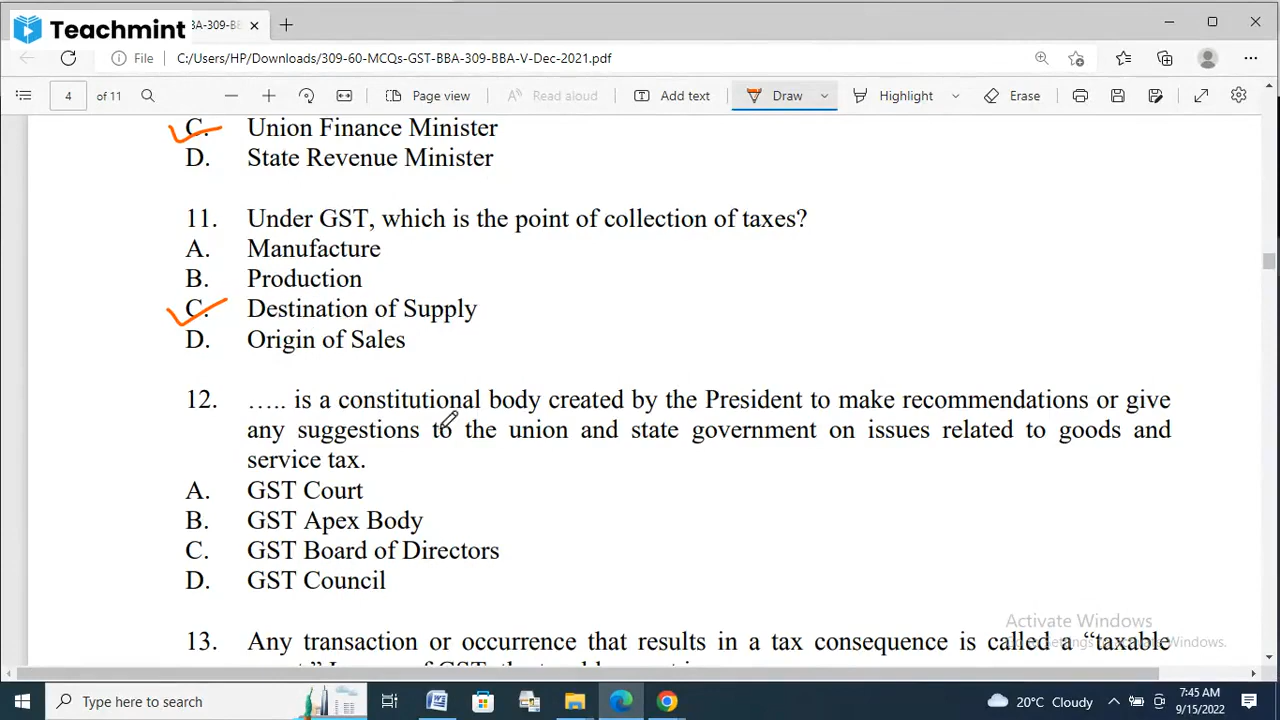 Teachmint
BA-309-BB
C:/Users/HP/Downloads/309-60-MCQs-GST-BBA-309-BBA-V-Dec-2021.pdf
File
4 of 11
Page view
Read aloud
Add text
Draw
Highlight
Erase
C. Union Finance Minister
D. State Revenue Minister
11. Under GST, which is the point of collection of taxes?
A. Manufacture
B. Production
C. Destination of Supply
D. Origin of Sales
12. ….. is a constitutional body created by the President to make recommendations or give
any suggestions to the union and state government on issues related to goods and
service tax.
A. GST Court
B. GST Apex Body
C. GST Board of Directors
D. GST Council
Activate Windows
13. Any transaction or occurrence that results in a tax consequence is called a “taxable
Type here to search
20°C Cloudy
7:45 AM
9/15/2022